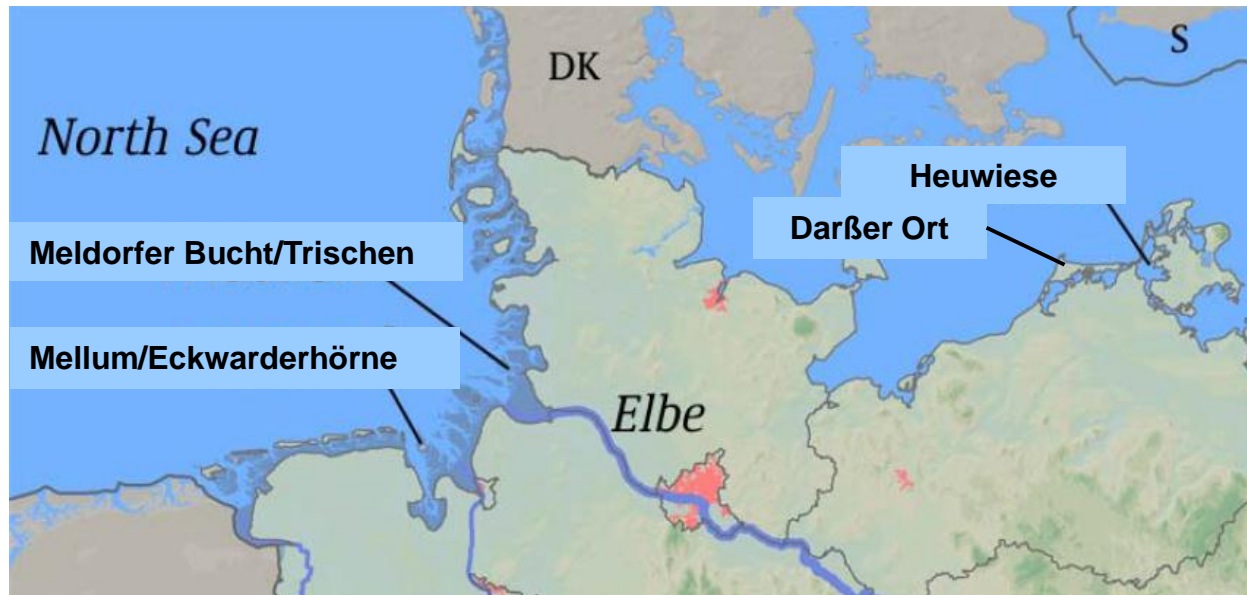 DK
S
North Sea
Heuwiese
Darßer Ort
Meldorfer Bucht/Trischen
Mellum/Eckwarderhörne
Elbe